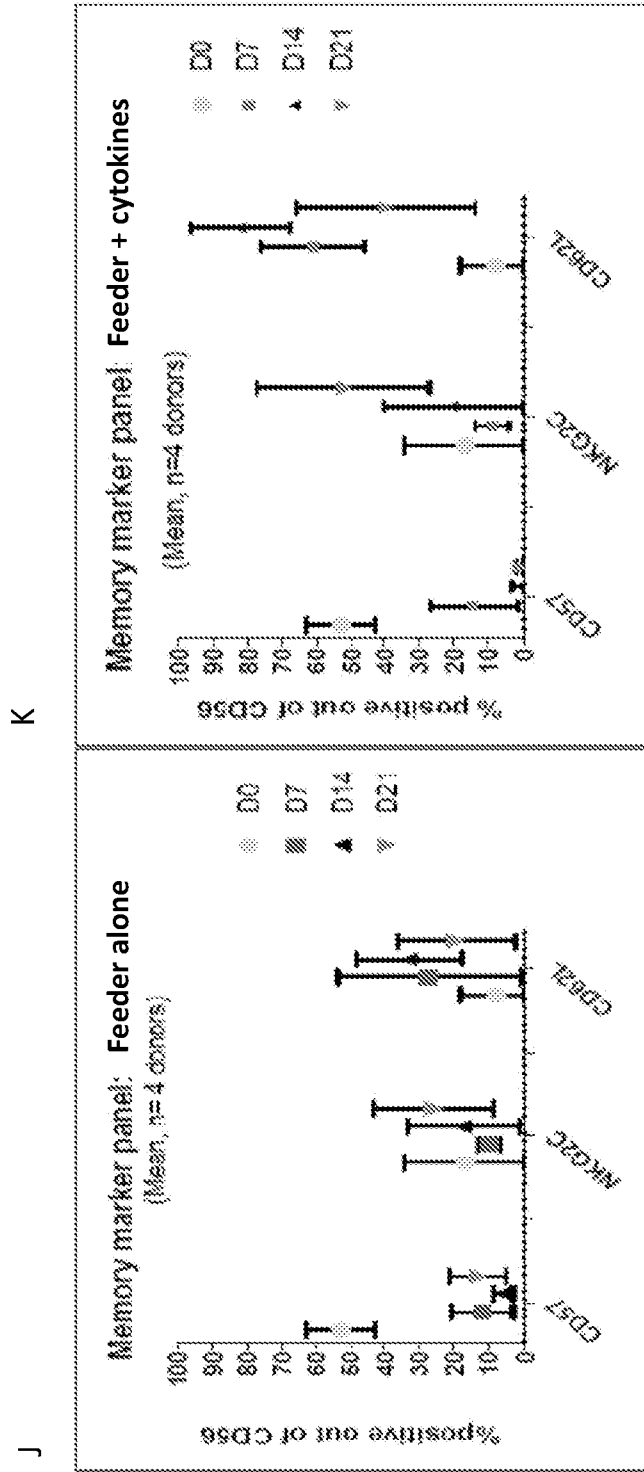 J
Memory marker panel: Feeder alone
(Mean, n=4 donors)
%positive out of CD56
100
90
80
70
60
50
40
30
20
10
0
CD57
NKG2C
CD62L
D0
D7
D14
D21
K
Memory marker panel: Feeder + cytokines
(Mean, n=4 donors)
% positive out of CD56
100
90
80
70
60
50
40
30
20
10
0
CD57
NKG2C
CD62L
D0
D7
D14
D21